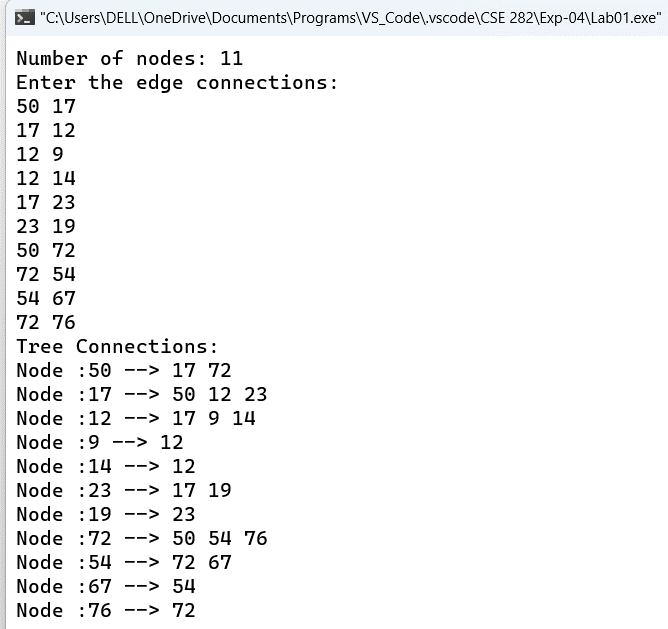 "C:\Users\DELL\OneDrive\Documents\Programs\VS_Code\.vscode\CSE 282\Exp-04\Lab01.exe"
Number of nodes: 11
Enter the edge connections:
50 17
17 12
12 9
12 14
17 23
23 19
50 72
72 54
54 67
72 76
Tree Connections:
Node :50 --> 17 72
Node :17 --> 50 12 23
Node :12 --> 17 9 14
Node :9 --> 12
Node :14 --> 12
Node :23 --> 17 19
Node :19 --> 23
Node :72 --> 50 54 76
Node :54 --> 72 67
Node :67 --> 54
Node :76 --> 72